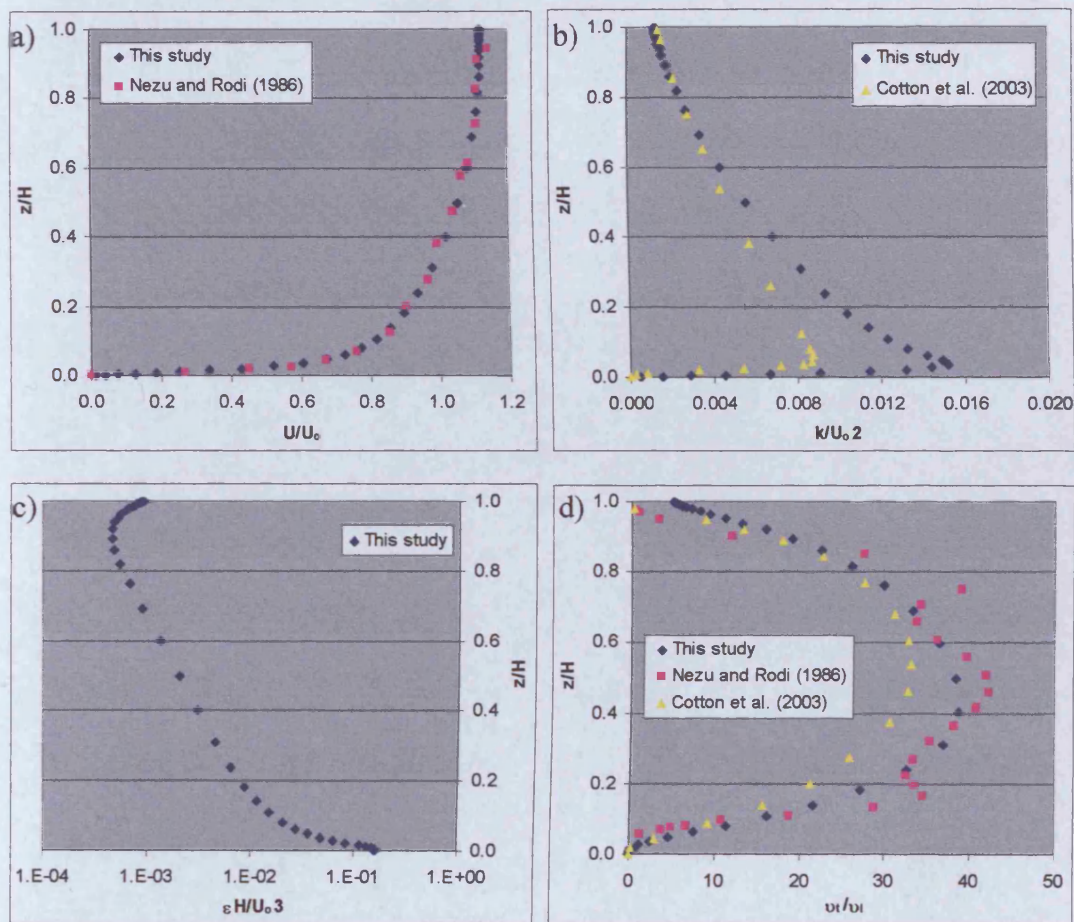 a)
1.0
0.8
0.6
0.4
0.2
0.0
z/H
This study
Nezu and Rodi (1986)
0.0 0.2 0.4 0.6 0.8 1.0 1.2
U/U₀
b)
1.0
0.8
0.6
0.4
0.2
0.0
z/H
This study
Cotton et al. (2003)
0.000 0.004 0.008 0.012 0.016 0.020
k/U₀2
c)
This study
1.0
0.8
0.6
0.4
0.2
0.0
z/H
1.E-04 1.E-03 1.E-02 1.E-01 1.E+00
εH/U₀3
d)
1.0
0.8
0.6
0.4
0.2
0.0
z/H
This study
Nezu and Rodi (1986)
Cotton et al. (2003)
0 10 20 30 40 50
υt/υl